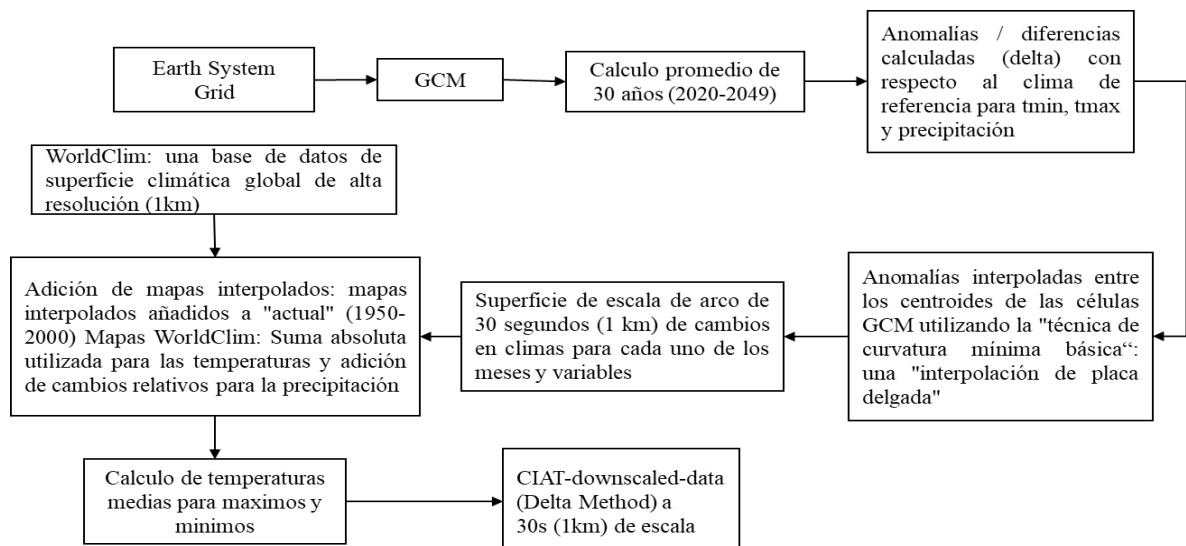 Earth System
Grid
GCM
Calculo promedio de
30 años (2020-2049)
Anomalías / diferencias
calculadas (delta) con
respecto al clima de
referencia para tmin, tmax
y precipitación
WorldClim: una base de datos de
superficie climática global de alta
resolución (1km)
Adición de mapas interpolados: mapas
interpolados añadidos a "actual" (1950-
2000) Mapas WorldClim: Suma absoluta
utilizada para las temperaturas y adición
de cambios relativos para la precipitación
Superficie de escala de arco de
30 segundos (1 km) de cambios
en climas para cada uno de los
meses y variables
Anomalías interpoladas entre
los centroides de las células
GCM utilizando la "técnica de
curvatura mínima básica“:
una "interpolación de placa
delgada"
Calculo de temperaturas
medias para maximos y
minimos
CIAT-downscaled-data
(Delta Method) a
30s (1km) de escala